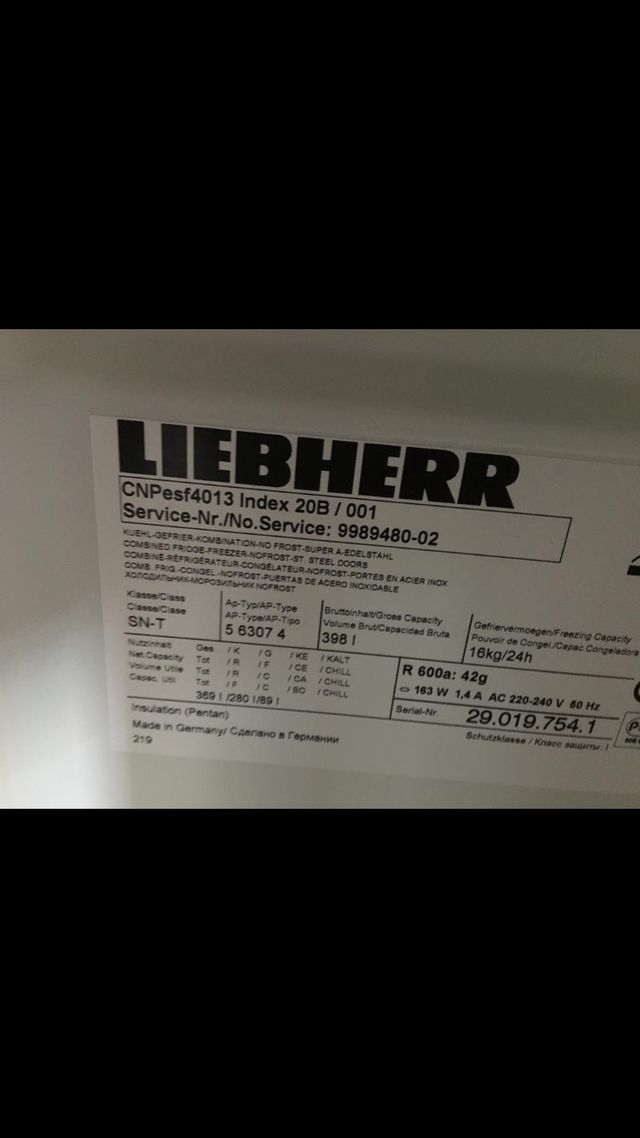 LIEBHERR
CNPesf4013 Index 20B / 001
Service-Nr./No.Service: 9989480-02
KUEHL-GEFRIER-KOMBINATION-NO FROST-SUPER A-EDELSTAHL
COMBINED FRIDGE-FREEZER-NOFROST-ST. STEEL DOORS
COMBINÉ-RÉFRIGÉRATEUR-CONGÉLATEUR-NOFROST-PORTES EN ACIER INOX
COMB. FRIG.-CONGEL.-NOFROST-PUERTAS DE ACERO INOXIDABLE
ХОЛОДИЛЬНИК-МОРОЗИЛЬНИК NOFROST
Klasse/Class
Classe/Clase
SN-T
Ap-Typ/AP-Type
AP-Type/AP-Tipo
5 6307 4
Bruttoinhalt/Gross Capacity
Volume Brut/Capacidad Bruta
398 l
Gefriervermoegen/Freezing Capacity
Pouvoir de Congel./Capac.Congeladora
16kg/24h
Nutzinhalt Ges / K / G / KE / KALT
Net.Capacity Tot / R / F / CE / CHILL
Volume Utile Tot / R / C / CA / CHILL
Capac. Util Tot / F / C / BO / CHILL
369 l /280 l/89 l
R 600a: 42g
163 W 1,4 A AC 220-240 V 50 Hz
Insulation (Pentan)
Serial-Nr. 29.019.754.1
Made in Germany/ Сделано в Германии
Schutzklasse / Класс защиты: I
219